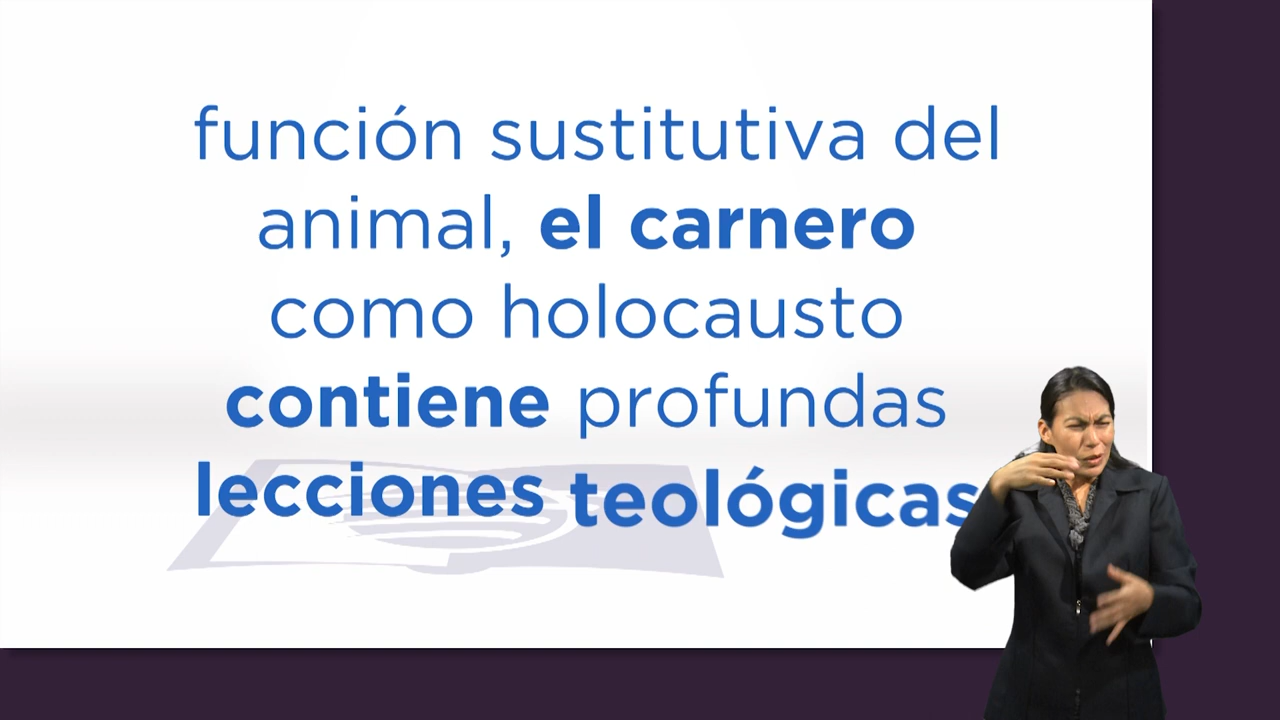 función sustitutiva del
animal, el carnero
como holocausto
contiene profundas
lecciones teológicas